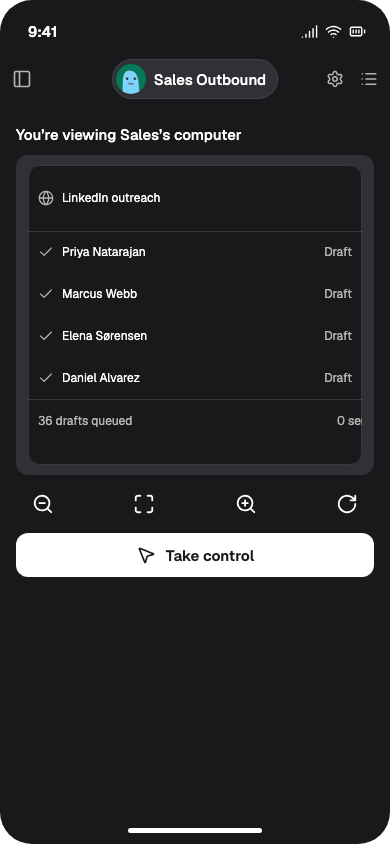 9:41
Sales Outbound
You're viewing Sales's computer
LinkedIn outreach
Priya Natarajan Draft
Marcus Webb Draft
Elena Sørensen Draft
Daniel Alvarez Draft
36 drafts queued 0
Take control